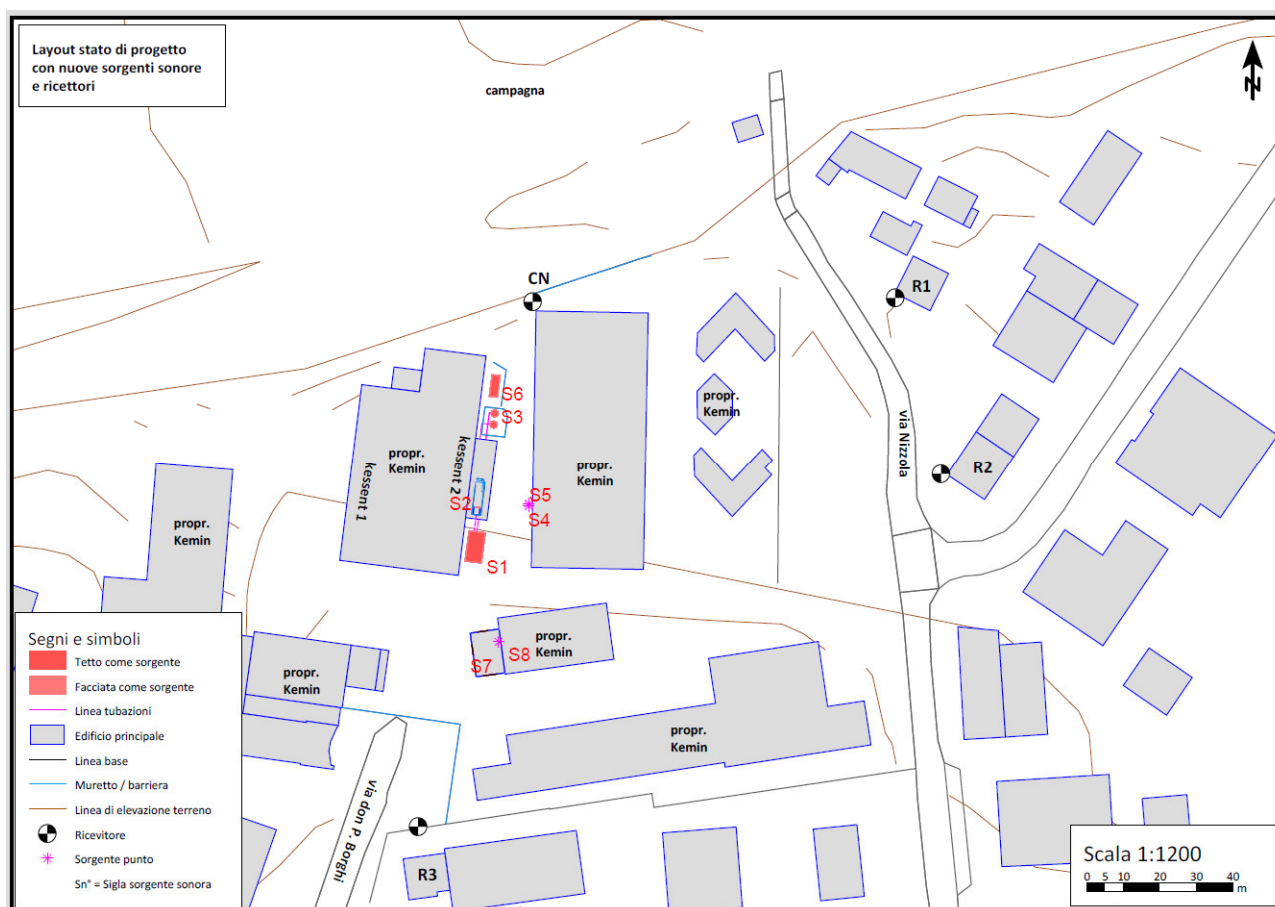 Layout stato di progetto
con nuove sorgenti sonore
e ricettori
campagna
N
CN
R1
S6
S3
propr.
Kemin
propr.
Kemin
kessent 1
kessent 2
propr.
Kemin
via Nizzola
R2
S2
S5
S4
propr.
Kemin
S1
propr.
Kemin
S8
S7
propr.
Kemin
propr.
Kemin
via don P. Borghi
R3
Segni e simboli
Tetto come sorgente
Facciata come sorgente
Linea tubazioni
Edificio principale
Linea base
Muretto / barriera
Linea di elevazione terreno
Ricevitore
Sorgente punto
Sn° = Sigla sorgente sonora
Scala 1:1200
0 5 10 20 30 40
m